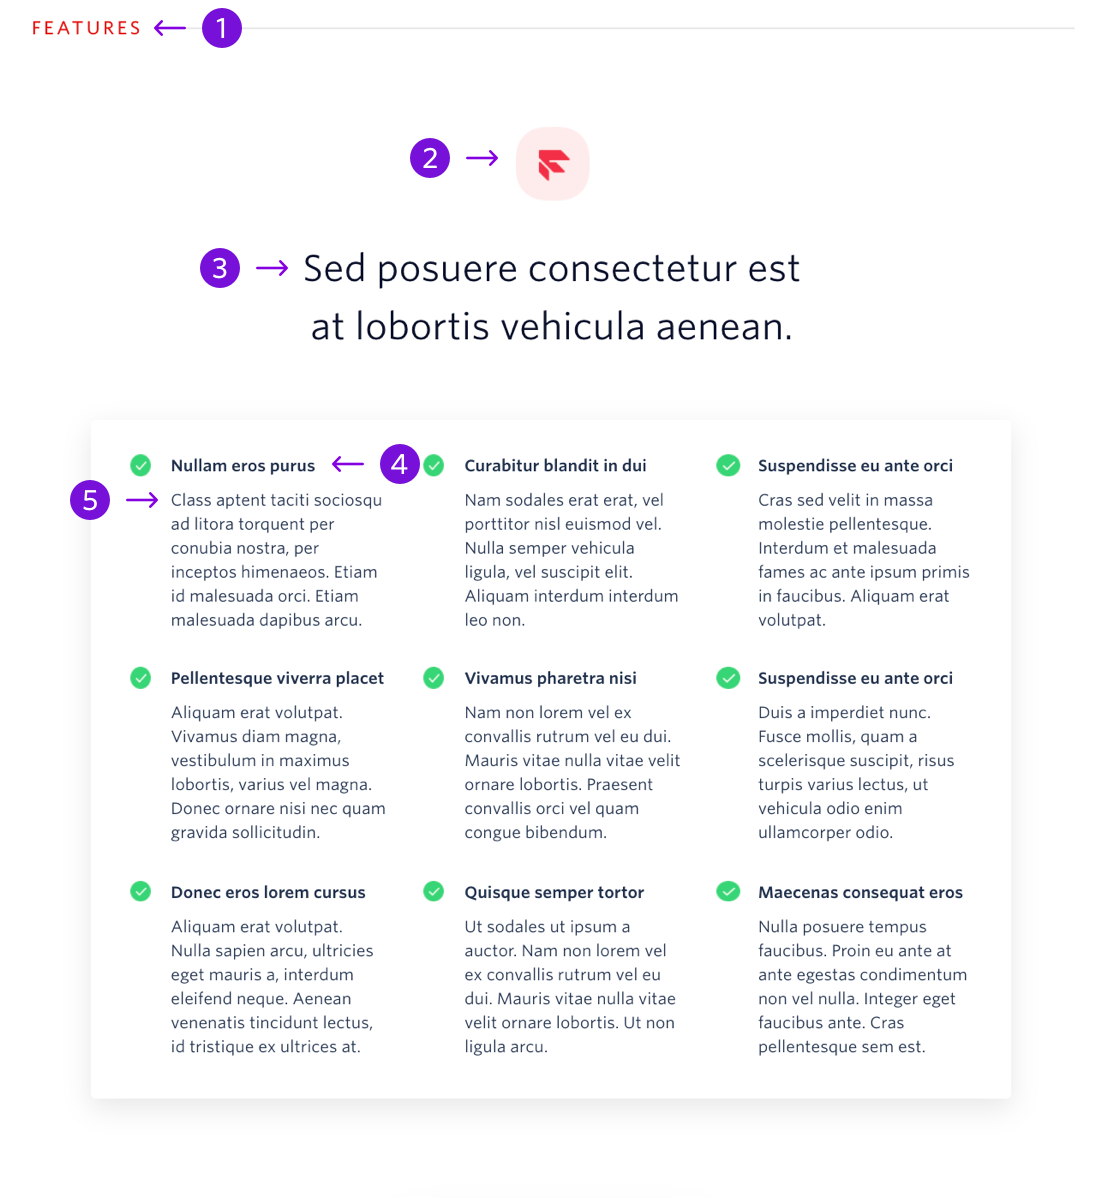 FEATURES 1
2
3 Sed posuere consectetur est
at lobortis vehicula aenean.
Nullam eros purus 4
5 Class aptent taciti sociosqu
ad litora torquent per
conubia nostra, per
inceptos himenaeos. Etiam
id malesuada orci. Etiam
malesuada dapibus arcu.
Curabitur blandit in dui
Nam sodales erat erat, vel
porttitor nisl euismod vel.
Nulla semper vehicula
ligula, vel suscipit elit.
Aliquam interdum interdum
leo non.
Suspendisse eu ante orci
Cras sed velit in massa
molestie pellentesque.
Interdum et malesuada
fames ac ante ipsum primis
in faucibus. Aliquam erat
volutpat.
Pellentesque viverra placet
Aliquam erat volutpat.
Vivamus diam magna,
vestibulum in maximus
lobortis, varius vel magna.
Donec ornare nisi nec quam
gravida sollicitudin.
Vivamus pharetra nisi
Nam non lorem vel ex
convallis rutrum vel eu dui.
Mauris vitae nulla vitae velit
ornare lobortis. Praesent
convallis orci vel quam
congue bibendum.
Suspendisse eu ante orci
Duis a imperdiet nunc.
Fusce mollis, quam a
scelerisque suscipit, risus
turpis varius lectus, ut
vehicula odio enim
ullamcorper odio.
Donec eros lorem cursus
Aliquam erat volutpat.
Nulla sapien arcu, ultricies
eget mauris a, interdum
eleifend neque. Aenean
venenatis tincidunt lectus,
id tristique ex ultrices at.
Quisque semper tortor
Ut sodales ut ipsum a
auctor. Nam non lorem vel
ex convallis rutrum vel eu
dui. Mauris vitae nulla vitae
velit ornare lobortis. Ut non
ligula arcu.
Maecenas consequat eros
Nulla posuere tempus
faucibus. Proin eu ante at
ante egestas condimentum
non vel nulla. Integer eget
faucibus ante. Cras
pellentesque sem est.